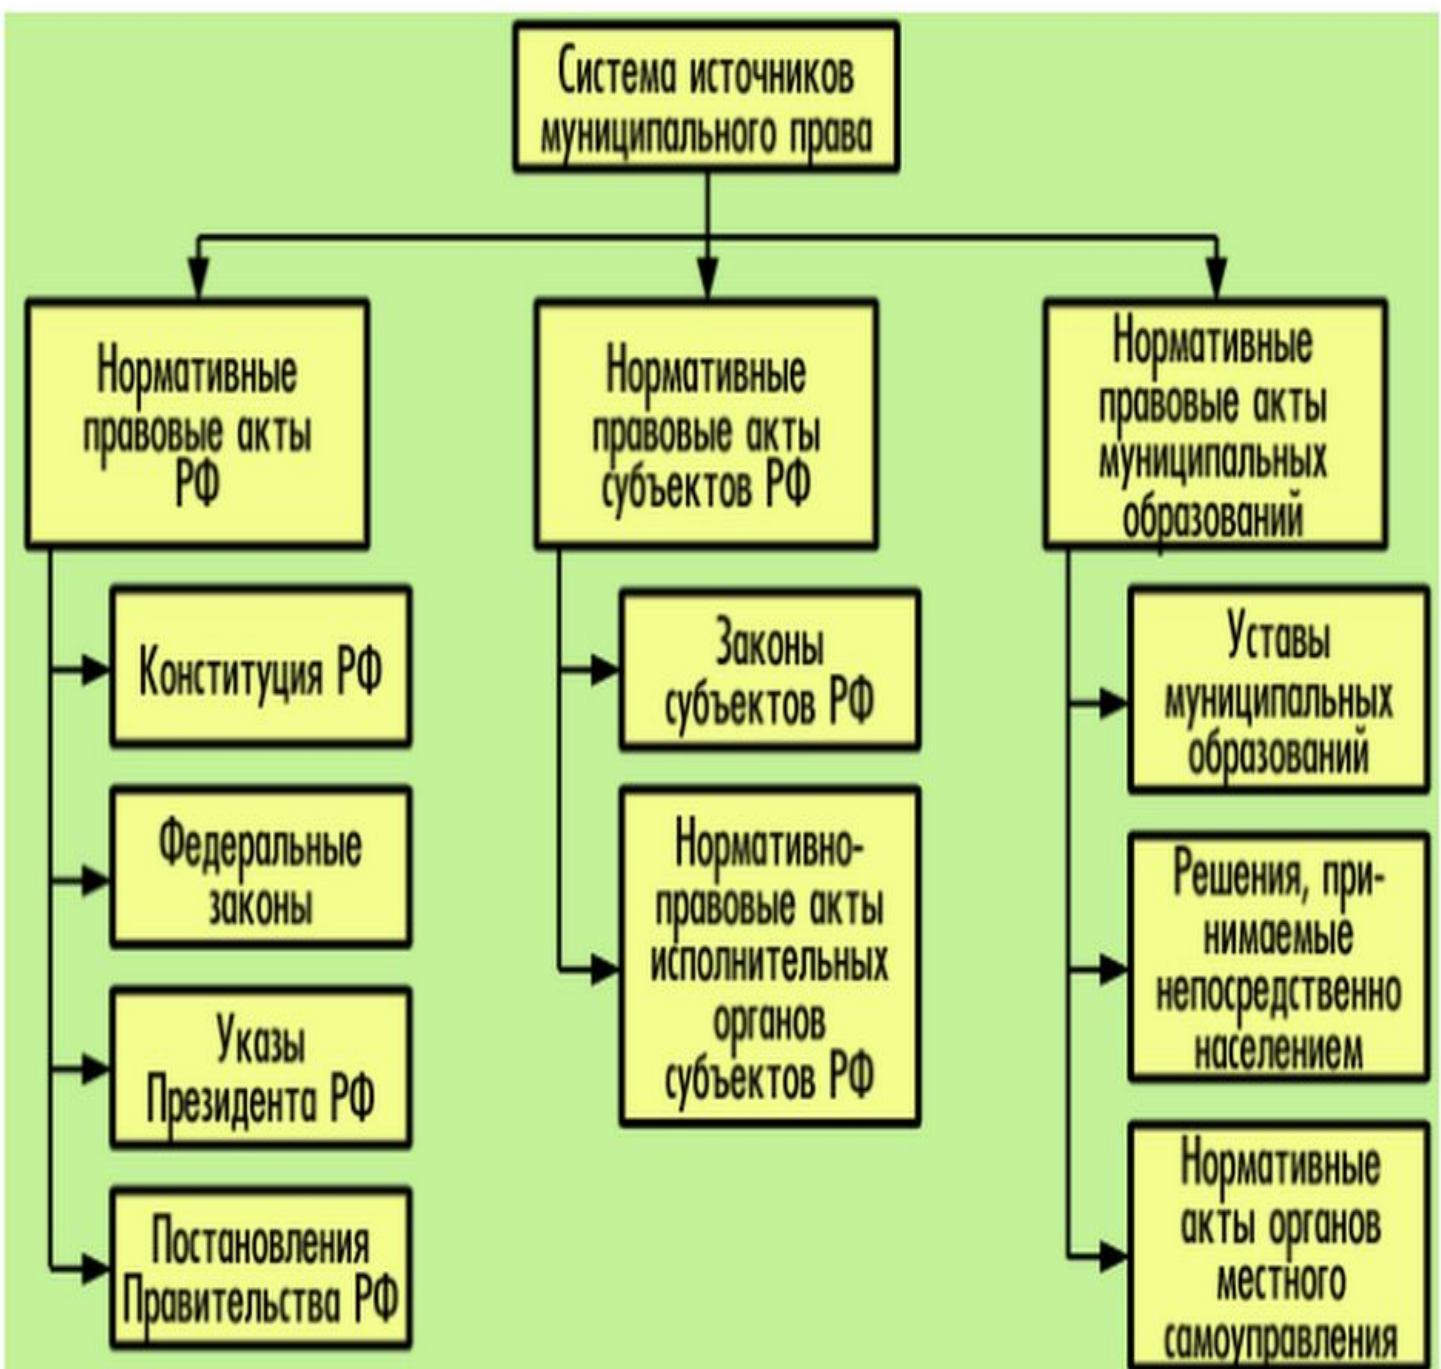 Система источников
муниципального права
Нормативные
правовые акты
РФ
Конституция РФ
Федеральные
законы
Указы
Президента РФ
Постановления
Правительства РФ
Нормативные
правовые акты
субъектов РФ
Законы
субъектов РФ
Нормативно-
правовые акты
исполнительных
органов
субъектов РФ
Нормативные
правовые акты
муниципальных
образований
Уставы
муниципальных
образований
Решения, при-
нимаемые
непосредственно
населением
Нормативные
акты органов
местного
самоуправления